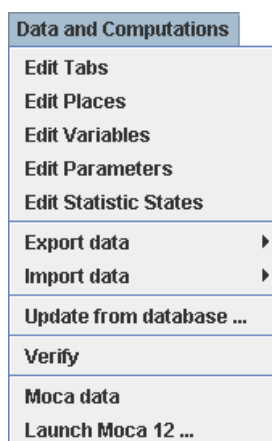 Data and Computations
Edit Tabs
Edit Places
Edit Variables
Edit Parameters
Edit Statistic States
Export data
Import data
Update from database ...
Verify
Moca data
Launch Moca 12 ...